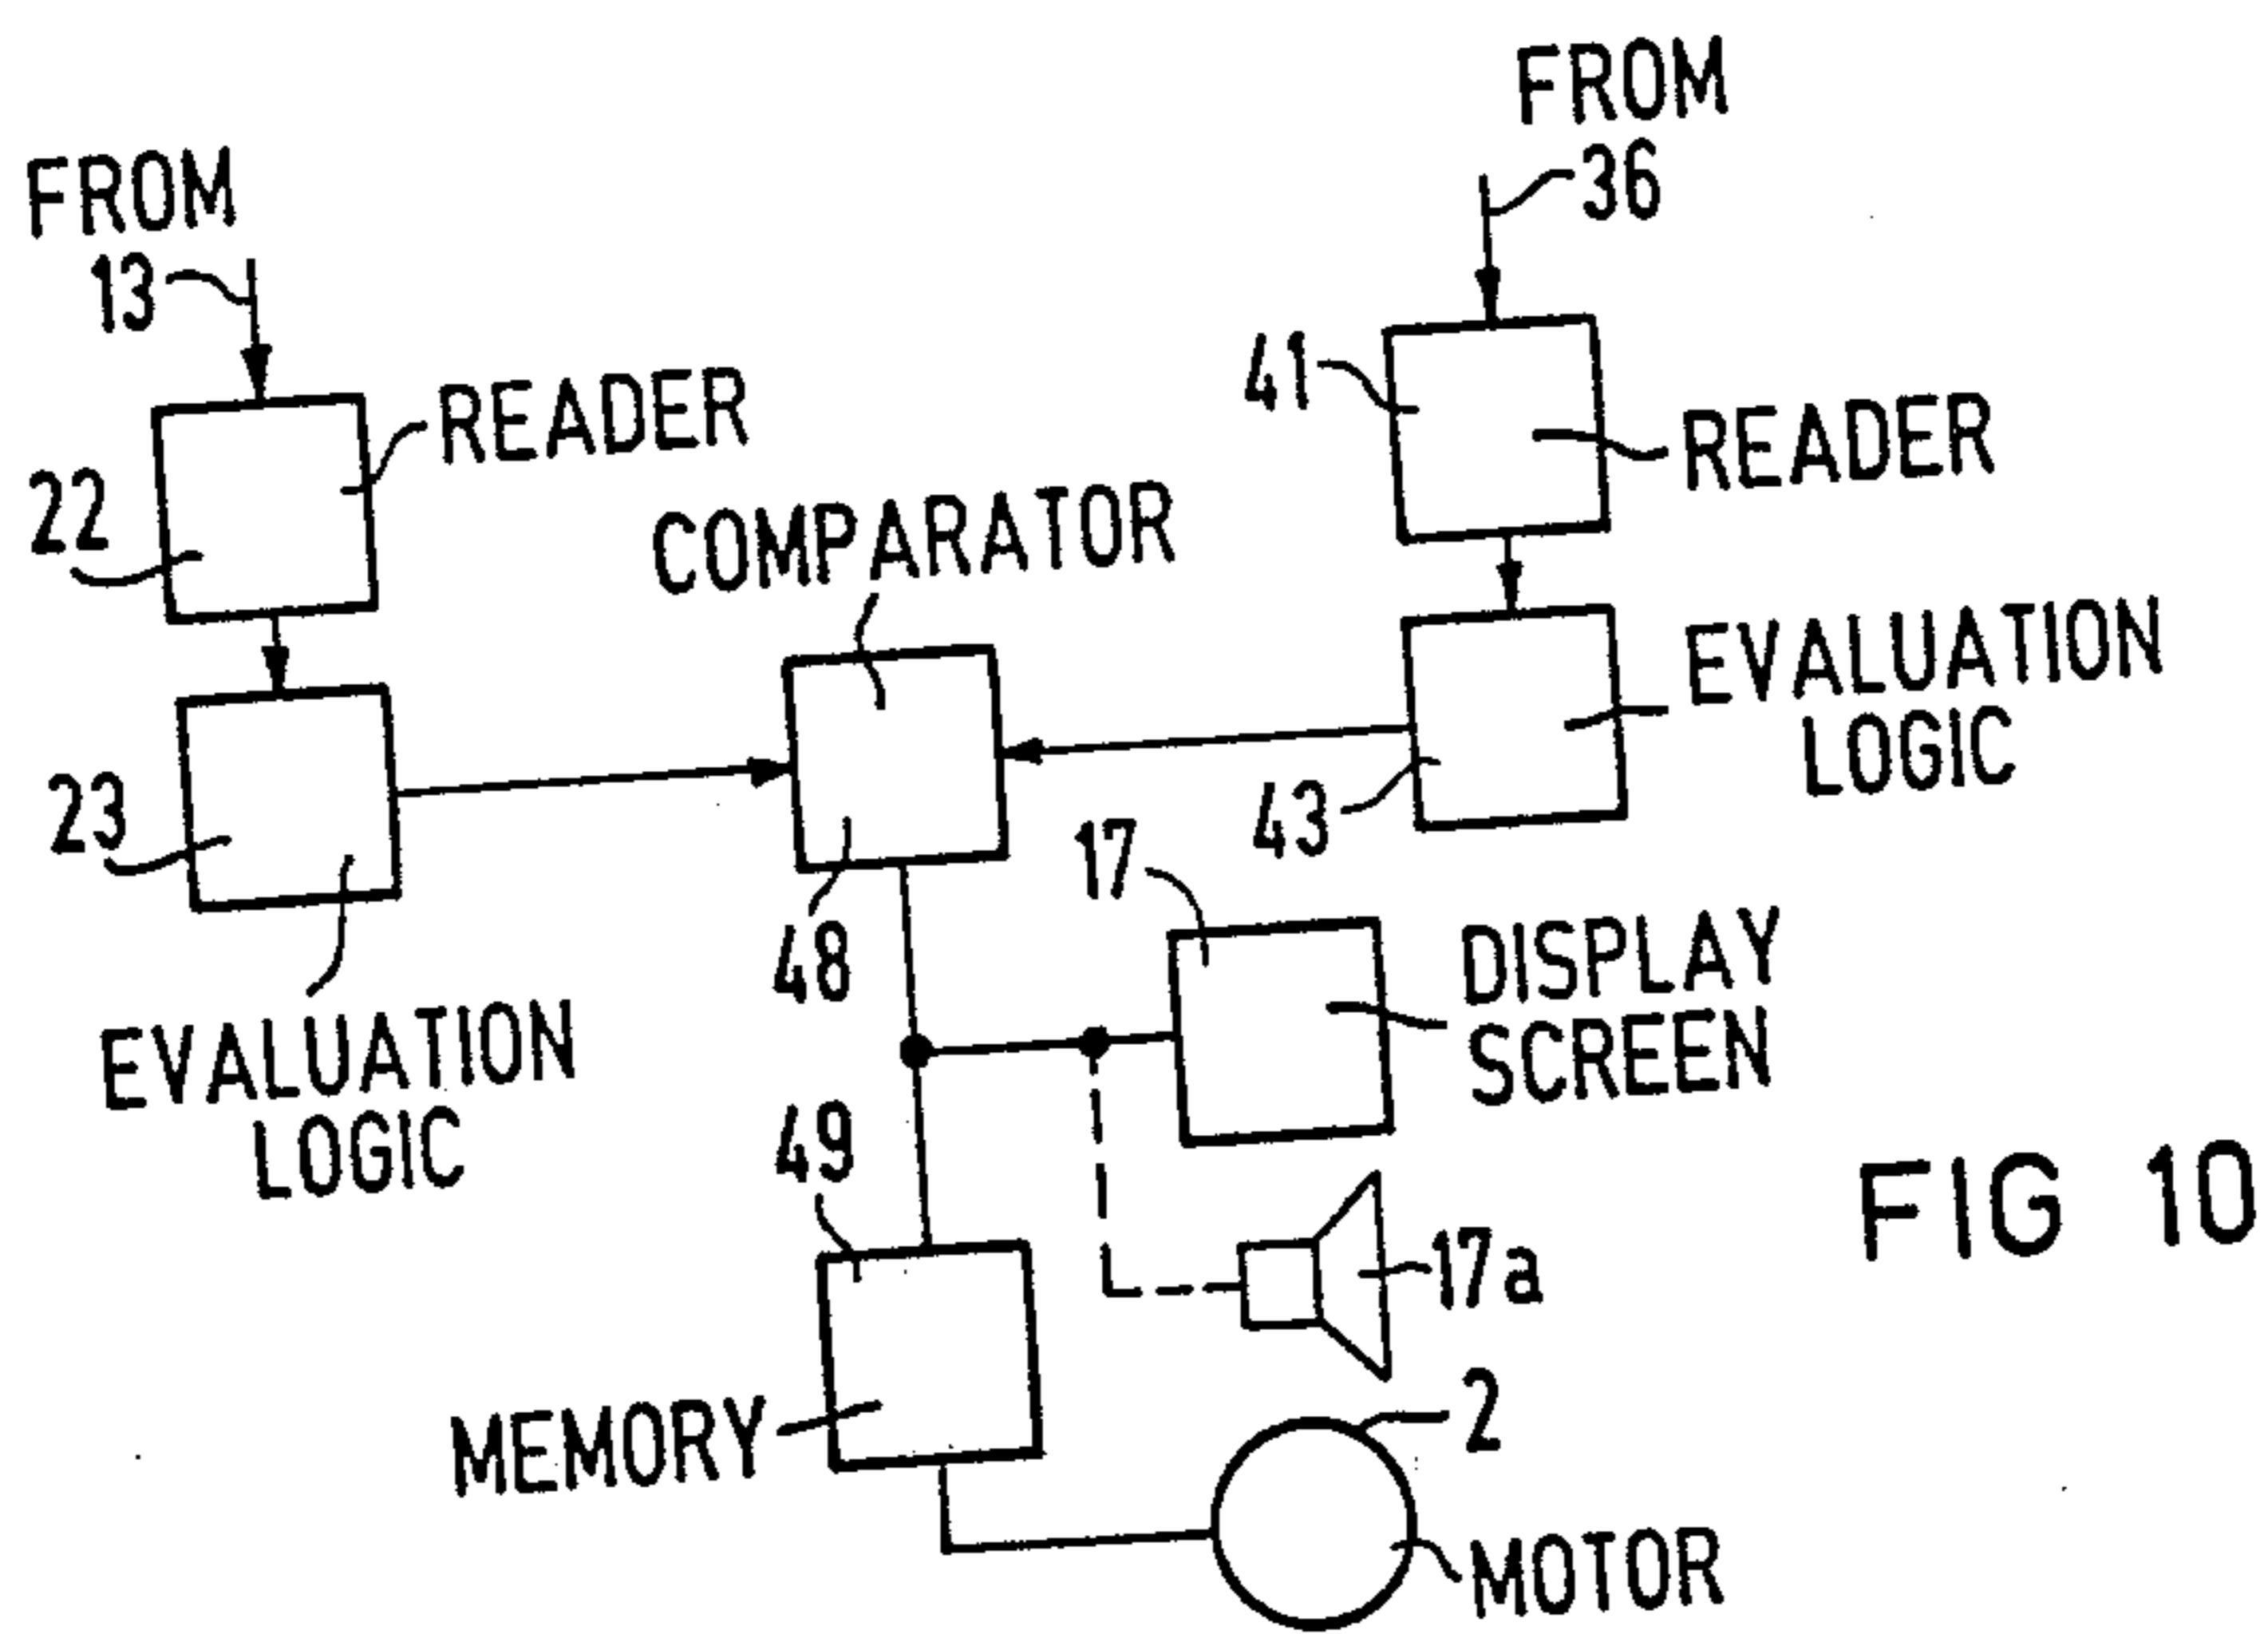 FROM
36
FROM
13
41
READER
READER
22
COMPARATOR
EVALUATION
LOGIC
23
43
17
48
DISPLAY
SCREEN
EVALUATION
LOGIC
49
FIG 10
17a
2
MEMORY
MOTOR